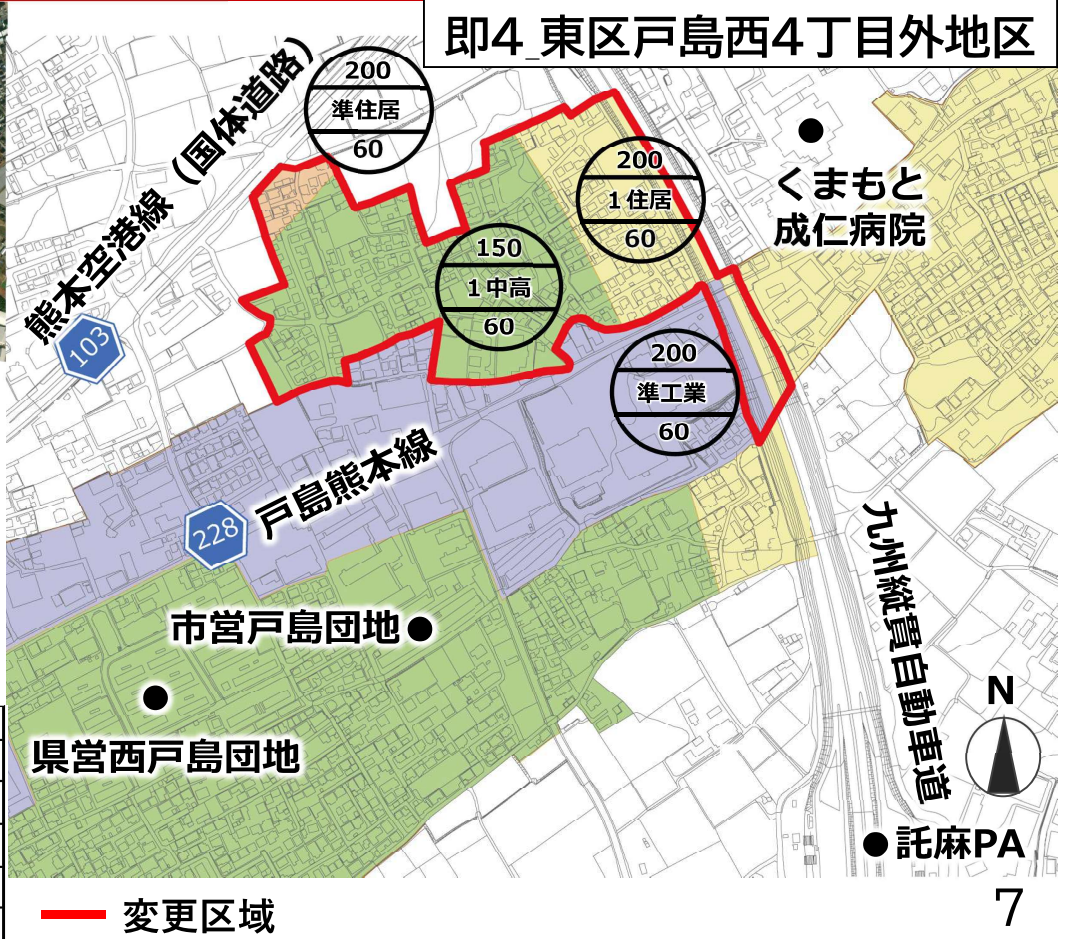 即4_東区戸島西4丁目外地区
熊本空港線（国体道路）
103
200
準住居
60
200
1住居
60
くまもと
成仁病院
150
1中高
60
200
準工業
60
戸島熊本線
228
市営戸島団地
県営西戸島団地
九州縦貫自動車道
N
託麻PA
変更区域
7